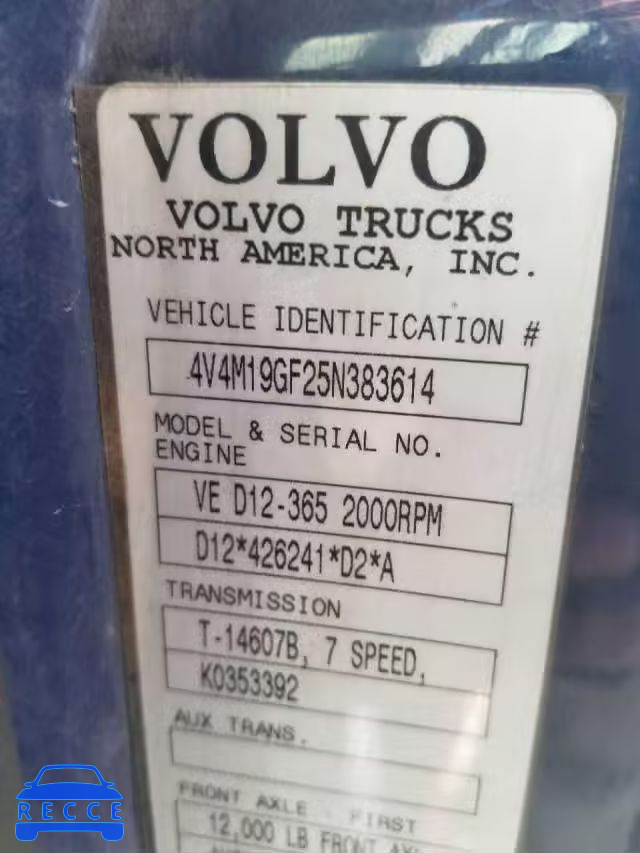 VOLVO
VOLVO TRUCKS
NORTH AMERICA, INC.
VEHICLE IDENTIFICATION #
4V4M19GF25N383614
MODEL & SERIAL NO.
ENGINE
VE D12-365 2000RPM
D12*426241*D2*A
TRANSMISSION
T-14607B, 7 SPEED,
K0353392
AUX TRANS.
FRONT AXLE - FIRST
12,000 LB FRONT
RECCE